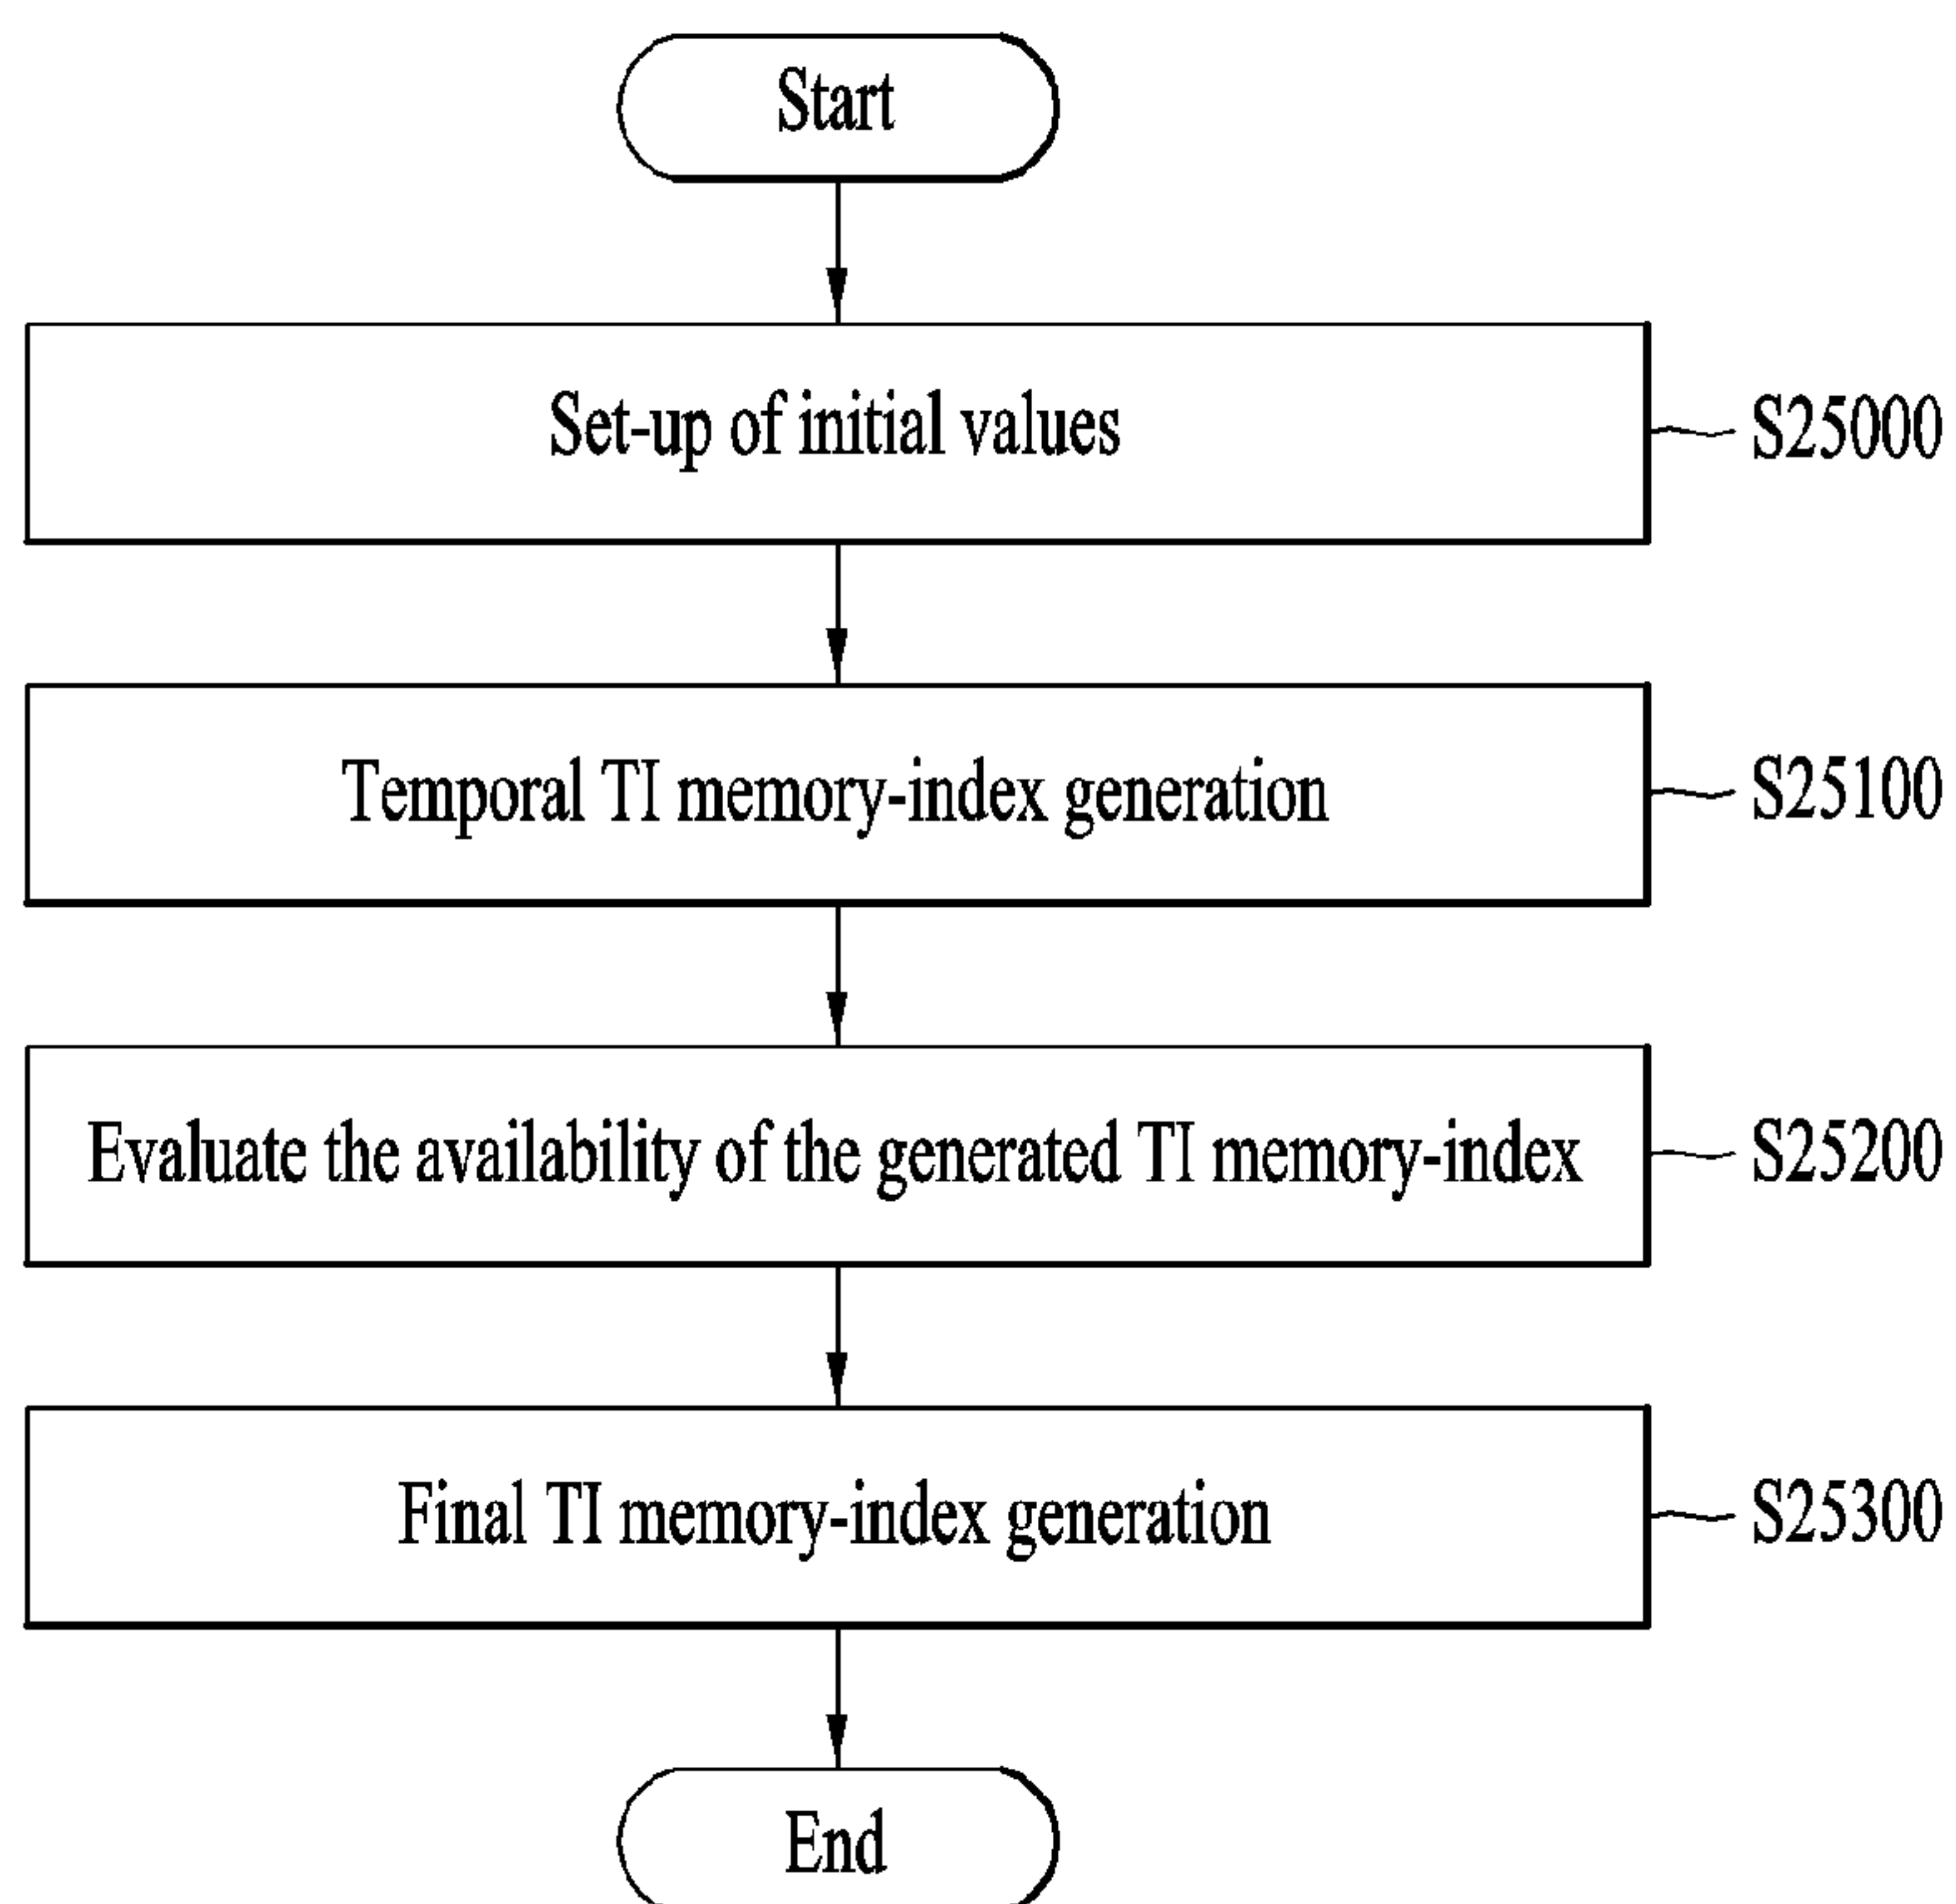 Start
Set-up of initial values
S25000
Temporal TI memory-index generation
S25100
Evaluate the availability of the generated TI memory-index
S25200
Final TI memory-index generation
S25300
End